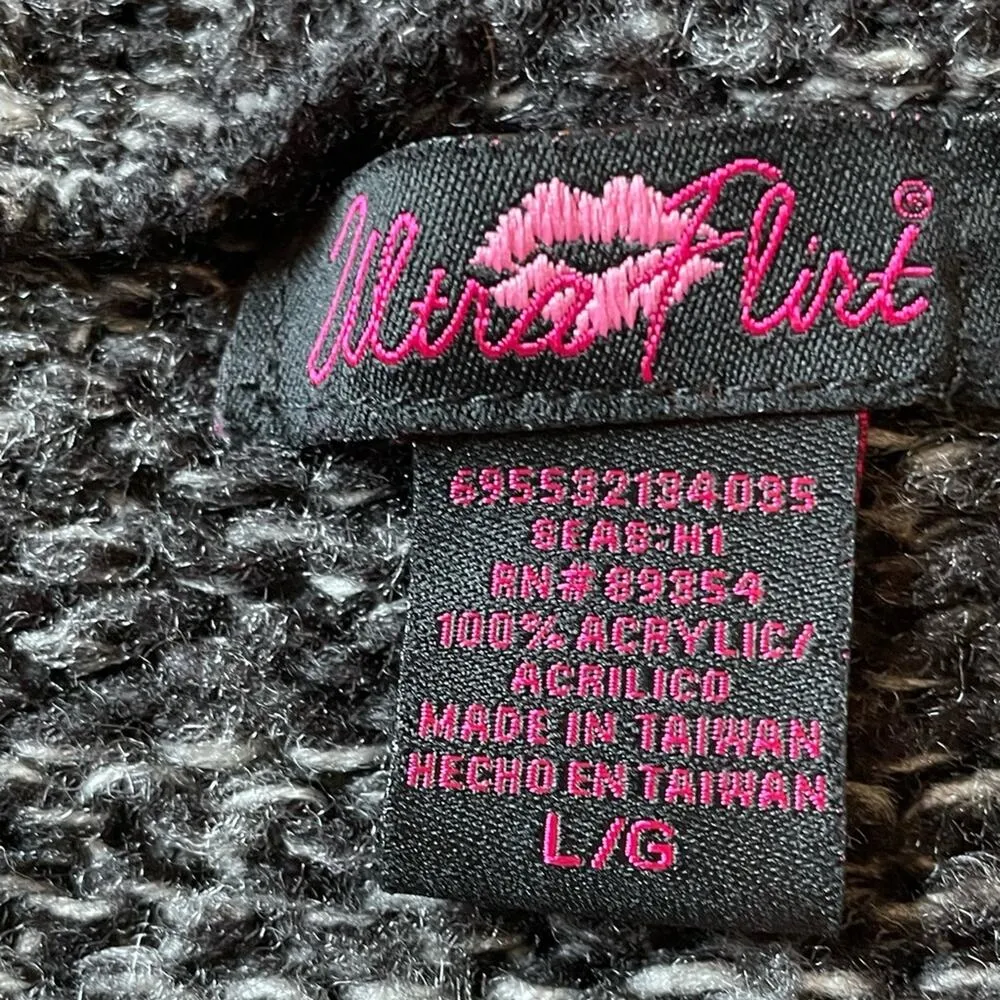 Ultra Flirt®
695532134035
SEAS:H1
RN# 89354
100% ACRYLIC/
ACRILICO
MADE IN TAIWAN
HECHO EN TAIWAN
L/G